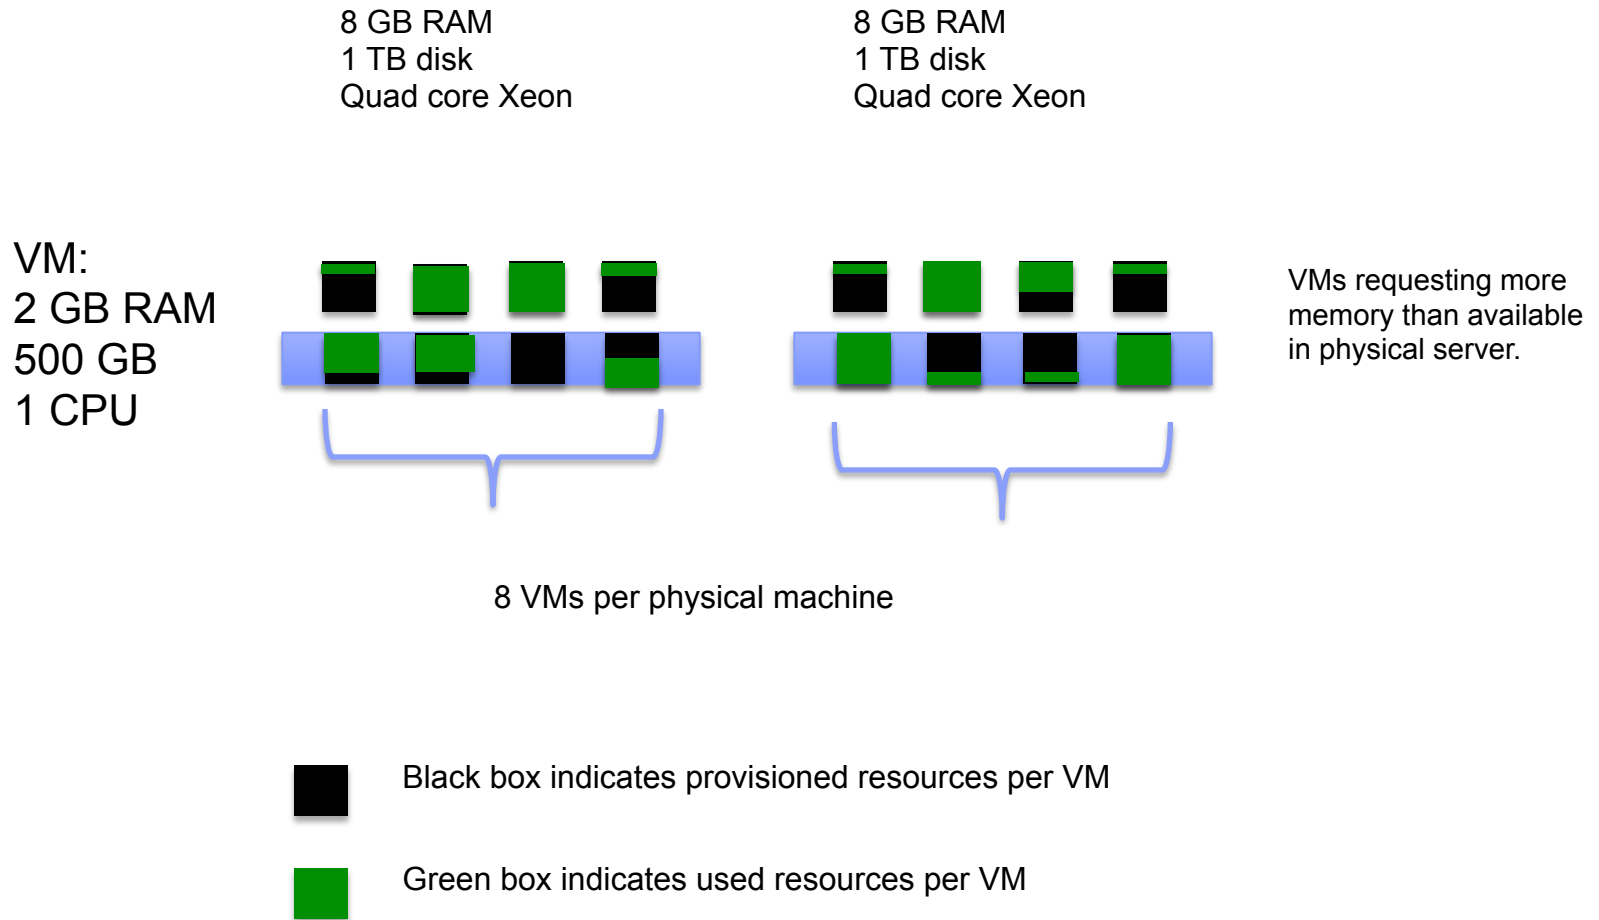 8 GB RAM
1 TB disk
Quad core Xeon
8 GB RAM
1 TB disk
Quad core Xeon
VM:
2 GB RAM
500 GB
1 CPU
VMs requesting more
memory than available
in physical server.
8 VMs per physical machine
Black box indicates provisioned resources per VM
Green box indicates used resources per VM